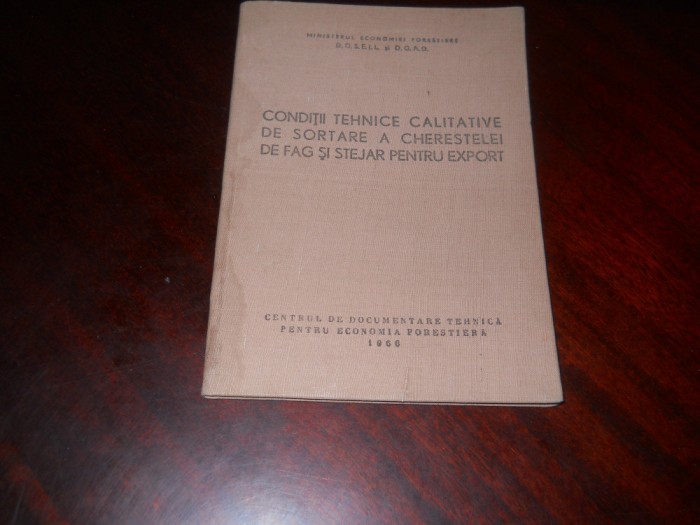 MINISTERUL ECONOMIEI FORESTIERE
și
CONDIȚII TEHNICE CALITATIVE
DE SORTARE A CHERESTELEI
DE FAG ȘI STEJAR PENTRU EXPORT
CENTRUL DE DOCUMENTARE TEHNICĂ
PENTRU ECONOMIA FORESTIERĂ
1966